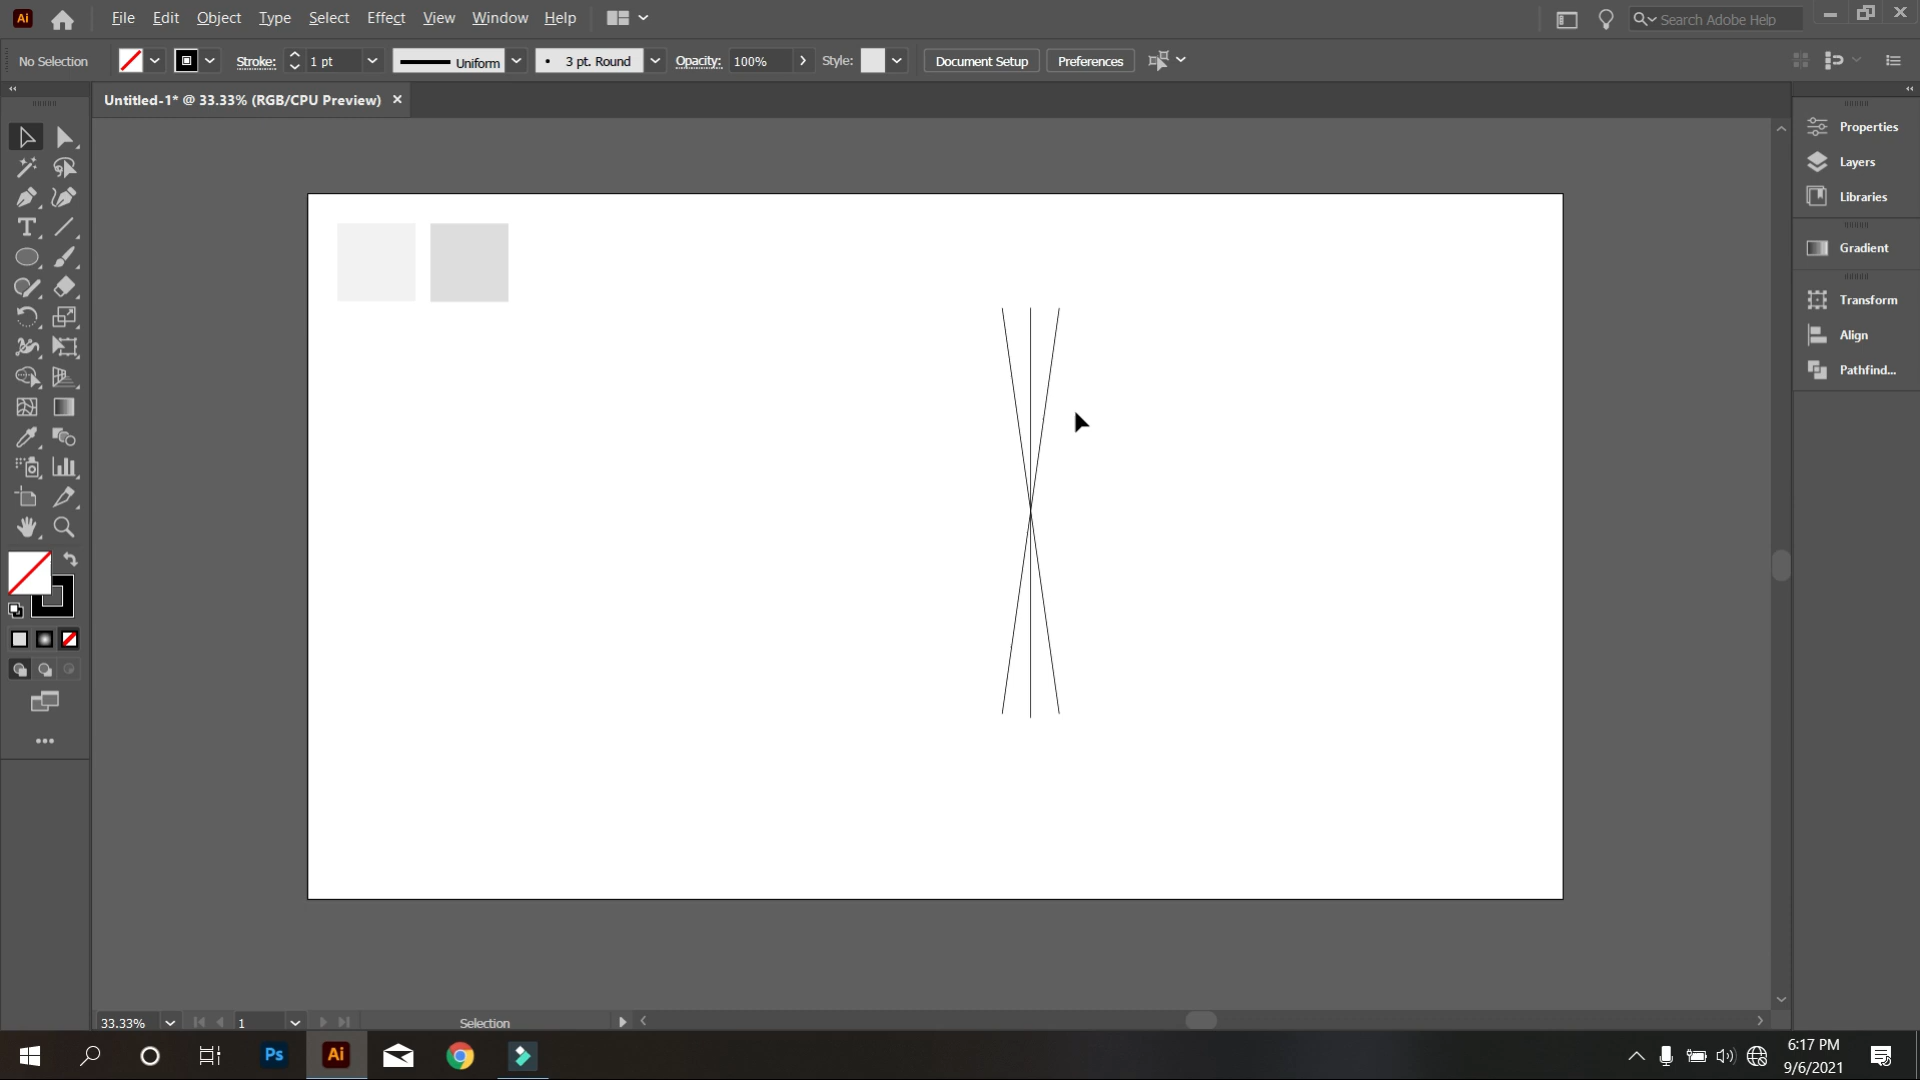 Ai File Edit Object Type Select Effect View Window Help Search Adobe Help
No Selection Stroke: 1 pt Uniform 3 pt. Round Opacity: 100% Style: Document Setup Preferences
Untitled-1* @ 33.33% (RGB/CPU Preview)
Properties
Layers
Libraries
Gradient
Transform
Align
Pathfind...
33.33% 1 Selection
Ps Ai
6:17 PM
9/6/2021